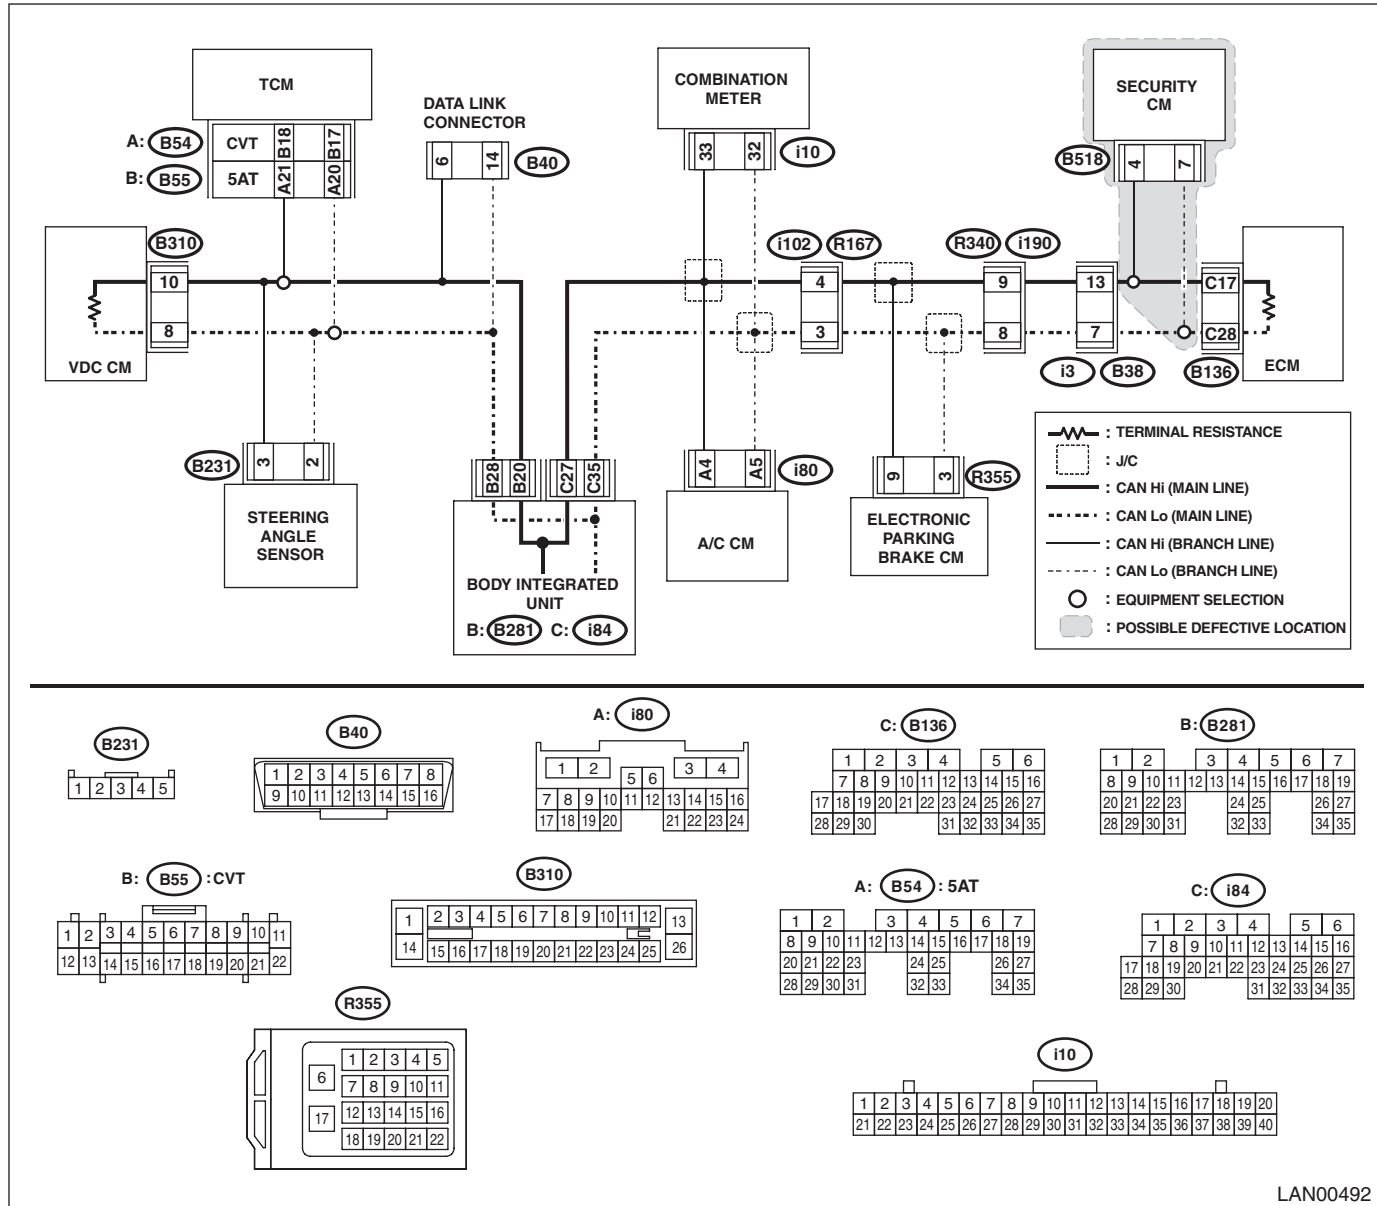 TCM
A: B54 CVT B18 B17
B: B55 5AT A21 A20
DATA LINK
CONNECTOR
6 14 B40
COMBINATION
METER
33 32 i10
SECURITY
CM
B518 4 7
B310
10
8
VDC CM
i102 R167
4
3
R340 i190
9
8
13
7
i3 B38
C17
C28
B136
ECM
B231 3 2
STEERING
ANGLE
SENSOR
B28 B20 C27 C35
BODY INTEGRATED
UNIT
B: B281 C: i84
A4 A5 i80
A/C CM
9 3 R355
ELECTRONIC
PARKING
BRAKE CM
: TERMINAL RESISTANCE
: J/C
: CAN Hi (MAIN LINE)
: CAN Lo (MAIN LINE)
: CAN Hi (BRANCH LINE)
: CAN Lo (BRANCH LINE)
: EQUIPMENT SELECTION
: POSSIBLE DEFECTIVE LOCATION
B231
1 2 3 4 5
B40
1 2 3 4 5 6 7 8
9 10 11 12 13 14 15 16
A: i80
1 2 3 4
5 6
7 8 9 10 11 12 13 14 15 16
17 18 19 20 21 22 23 24
C: B136
1 2 3 4 5 6
7 8 9 10 11 12 13 14 15 16
17 18 19 20 21 22 23 24 25 26 27
28 29 30 31 32 33 34 35
B: B281
1 2 3 4 5 6 7
8 9 10 11 12 13 14 15 16 17 18 19
20 21 22 23 24 25 26 27
28 29 30 31 32 33 34 35
B: B55 :CVT
1 2 3 4 5 6 7 8 9 10 11
12 13 14 15 16 17 18 19 20 21 22
B310
1 2 3 4 5 6 7 8 9 10 11 12 13
14 15 16 17 18 19 20 21 22 23 24 25 26
A: B54 : 5AT
1 2 3 4 5 6 7
8 9 10 11 12 13 14 15 16 17 18 19
20 21 22 23 24 25 26 27
28 29 30 31 32 33 34 35
C: i84
1 2 3 4 5 6
7 8 9 10 11 12 13 14 15 16
17 18 19 20 21 22 23 24 25 26 27
28 29 30 31 32 33 34 35
R355
1 2 3 4 5
6
7 8 9 10 11
12 13 14 15 16
17
18 19 20 21 22
i10
1 2 3 4 5 6 7 8 9 10 11 12 13 14 15 16 17 18 19 20
21 22 23 24 25 26 27 28 29 30 31 32 33 34 35 36 37 38 39 40
LAN00492